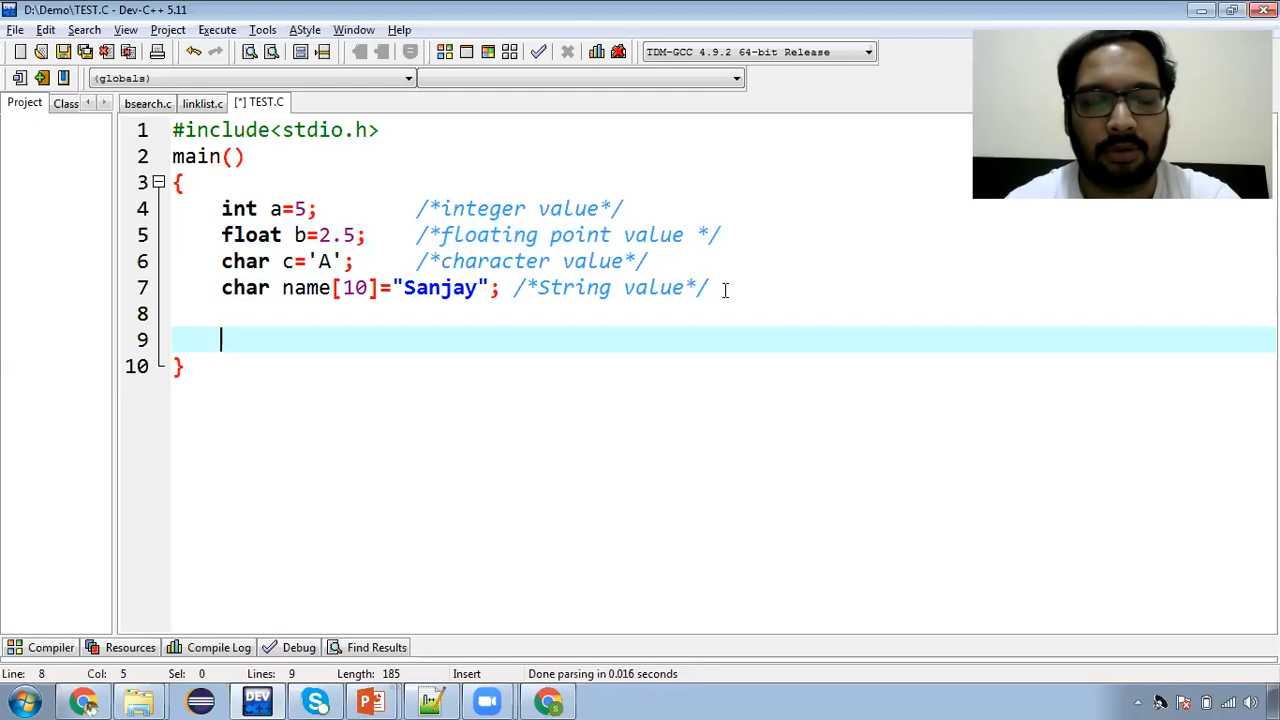 D:\Demo\TEST.C - Dev-C++ 5.11
File Edit Search View Project Execute Tools AStyle Window Help
TDM-GCC 4.9.2 64-bit Release
(globals)
Project Class bsearch.c linklist.c [*] TEST.C
1 #include<stdio.h>
2 main()
3 {
4 int a=5; /*integer value*/
5 float b=2.5; /*floating point value */
6 char c='A'; /*character value*/
7 char name[10]="Sanjay"; /*String value*/
8
9
10 }
Compiler Resources Compile Log Debug Find Results
Line: 8 Col: 5 Sel: 0 Lines: 9 Length: 185 Insert Done parsing in 0.016 seconds
DEV C++